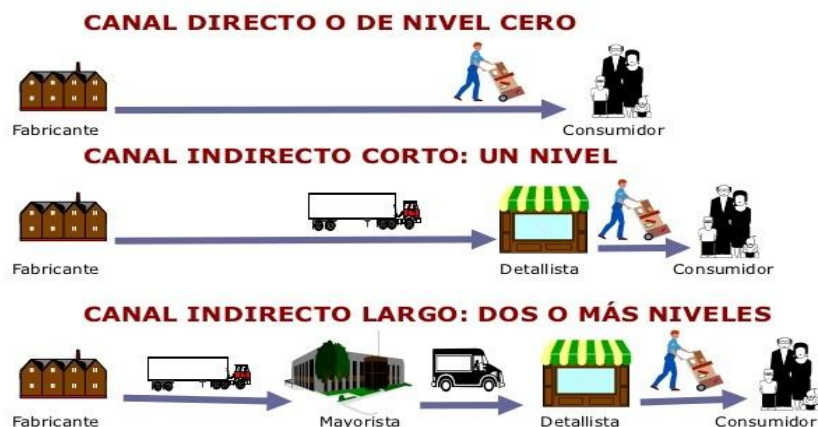 CANAL DIRECTO O DE NIVEL CERO
Fabricante Consumidor
CANAL INDIRECTO CORTO: UN NIVEL
Fabricante Detallista Consumidor
CANAL INDIRECTO LARGO: DOS O MÁS NIVELES
Fabricante Mayorista Detallista Consumidor